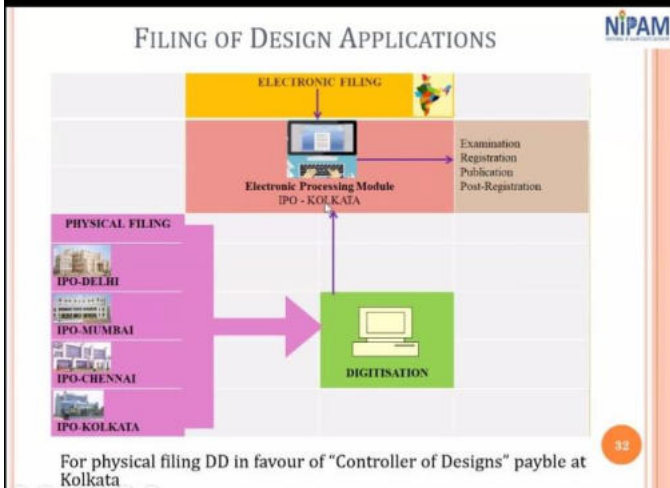 FILING OF DESIGN APPLICATIONS
NiPAM
ELECTRONIC FILING
Electronic Processing Module
IPO - KOLKATA
Examination
Registration
Publication
Post-Registration
PHYSICAL FILING
IPO-DELHI
IPO-MUMBAI
IPO-CHENNAI
IPO-KOLKATA
DIGITISATION
32
For physical filing DD in favour of “Controller of Designs” payble at
Kolkata